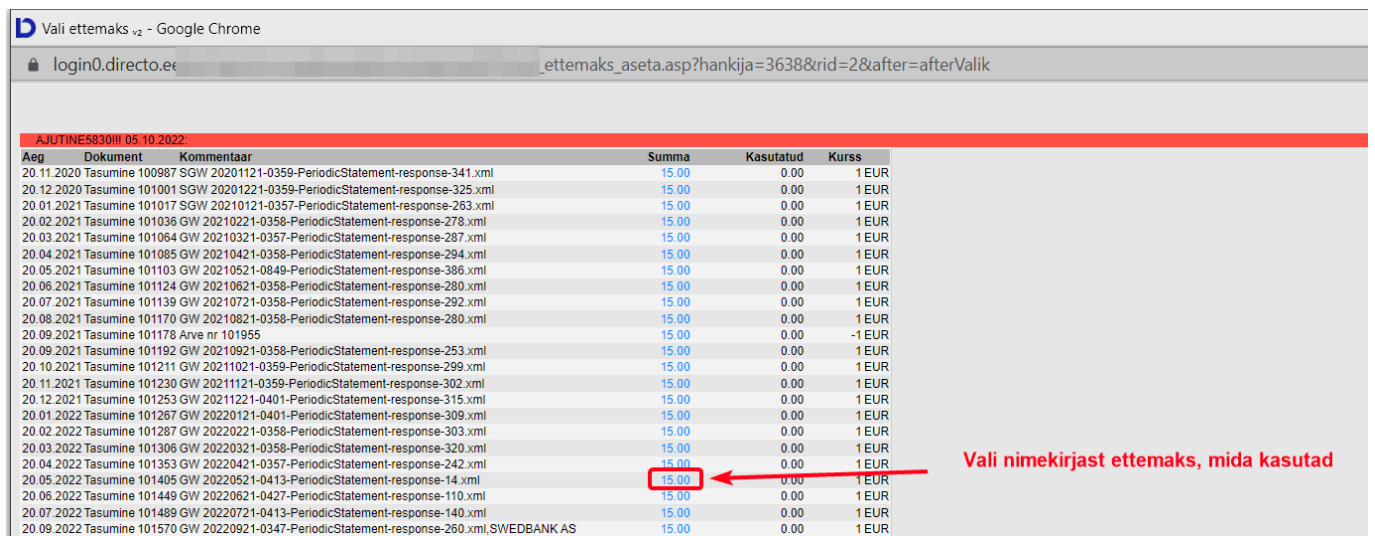 Vali ettemaks v2 - Google Chrome
login0.directo.ee _ettemaks_aseta.asp?hankija=3638&rid=2&after=afterValik
AJUTINE5830!!! 05.10.2022:
Aeg Dokument Kommentaar Summa Kasutatud Kurss
20.11.2020 Tasumine 100987 SGW 20201121-0359-PeriodicStatement-response-341.xml 15.00 0.00 1 EUR
20.12.2020 Tasumine 101001 SGW 20201221-0359-PeriodicStatement-response-325.xml 15.00 0.00 1 EUR
20.01.2021 Tasumine 101017 SGW 20210121-0357-PeriodicStatement-response-263.xml 15.00 0.00 1 EUR
20.02.2021 Tasumine 101036 GW 20210221-0358-PeriodicStatement-response-278.xml 15.00 0.00 1 EUR
20.03.2021 Tasumine 101064 GW 20210321-0357-PeriodicStatement-response-287.xml 15.00 0.00 1 EUR
20.04.2021 Tasumine 101085 GW 20210421-0358-PeriodicStatement-response-294.xml 15.00 0.00 1 EUR
20.05.2021 Tasumine 101103 GW 20210521-0849-PeriodicStatement-response-386.xml 15.00 0.00 1 EUR
20.06.2021 Tasumine 101124 GW 20210621-0358-PeriodicStatement-response-280.xml 15.00 0.00 1 EUR
20.07.2021 Tasumine 101139 GW 20210721-0358-PeriodicStatement-response-292.xml 15.00 0.00 1 EUR
20.08.2021 Tasumine 101170 GW 20210821-0358-PeriodicStatement-response-280.xml 15.00 0.00 1 EUR
20.09.2021 Tasumine 101178 Arve nr 101955 15.00 0.00 -1 EUR
20.09.2021 Tasumine 101192 GW 20210921-0358-PeriodicStatement-response-253.xml 15.00 0.00 1 EUR
20.10.2021 Tasumine 101211 GW 20211021-0359-PeriodicStatement-response-299.xml 15.00 0.00 1 EUR
20.11.2021 Tasumine 101230 GW 20211121-0359-PeriodicStatement-response-302.xml 15.00 0.00 1 EUR
20.12.2021 Tasumine 101253 GW 20211221-0401-PeriodicStatement-response-315.xml 15.00 0.00 1 EUR
20.01.2022 Tasumine 101267 GW 20220121-0401-PeriodicStatement-response-309.xml 15.00 0.00 1 EUR
20.02.2022 Tasumine 101287 GW 20220221-0358-PeriodicStatement-response-303.xml 15.00 0.00 1 EUR
20.03.2022 Tasumine 101306 GW 20220321-0358-PeriodicStatement-response-320.xml 15.00 0.00 1 EUR
20.04.2022 Tasumine 101353 GW 20220421-0357-PeriodicStatement-response-242.xml 15.00 0.00 1 EUR
Vali nimekirjast ettemaks, mida kasutad
20.05.2022 Tasumine 101405 GW 20220521-0413-PeriodicStatement-response-14.xml 15.00 0.00 1 EUR
20.06.2022 Tasumine 101449 GW 20220621-0427-PeriodicStatement-response-110.xml 15.00 0.00 1 EUR
20.07.2022 Tasumine 101489 GW 20220721-0413-PeriodicStatement-response-140.xml 15.00 0.00 1 EUR
20.09.2022 Tasumine 101570 GW 20220921-0347-PeriodicStatement-response-260.xml,SWEDBANK AS 15.00 0.00 1 EUR